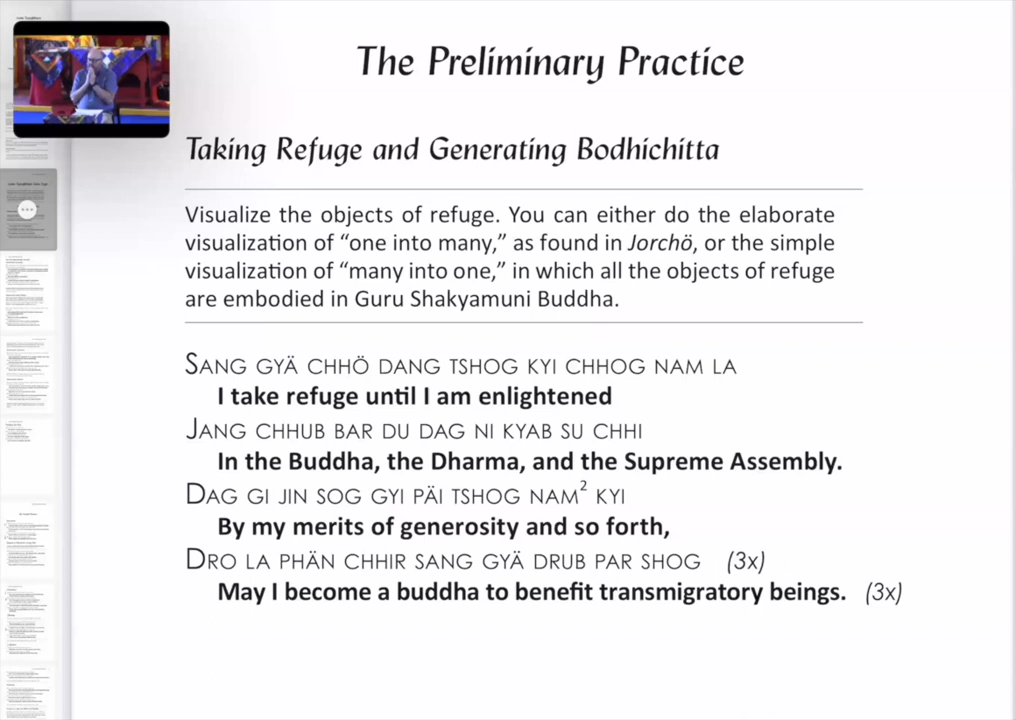 The Preliminary Practice
Taking Refuge and Generating Bodhichitta
Visualize the objects of refuge. You can either do the elaborate
visualization of “one into many,” as found in Jorchö, or the simple
visualization of “many into one,” in which all the objects of refuge
are embodied in Guru Shakyamuni Buddha.
SANG GYÄ CHHÖ DANG TSHOG KYI CHHOG NAM LA
I take refuge until I am enlightened
JANG CHHUB BAR DU DAG NI KYAB SU CHHI
In the Buddha, the Dharma, and the Supreme Assembly.
DAG GI JIN SOG GYI PÄI TSHOG NAM² KYI
By my merits of generosity and so forth,
DRO LA PHÄN CHHIR SANG GYÄ DRUB PAR SHOG (3x)
May I become a buddha to benefit transmigratory beings. (3x)